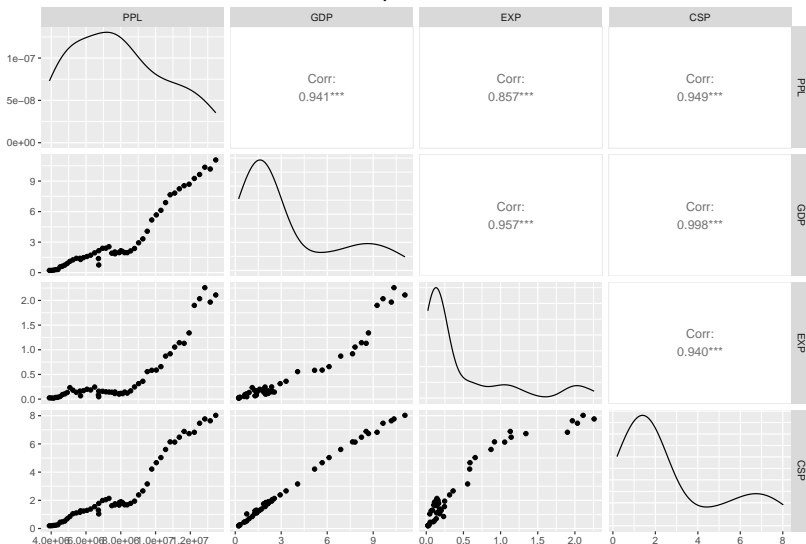 PPL GDP EXP CSP
1e−07
5e−08
0e+00
Corr:
0.941***
Corr:
0.857***
Corr:
0.949***
PPL
9
6
3
0
Corr:
0.957***
Corr:
0.998***
GDP
2.0
1.5
1.0
0.5
0.0
Corr:
0.940***
EXP
8
6
4
2
0
CSP
4.0e+06 6.0e+06 8.0e+06 1.0e+07 1.2e+07 0 3 6 9 0.0 0.5 1.0 1.5 2.0 0 2 4 6 8